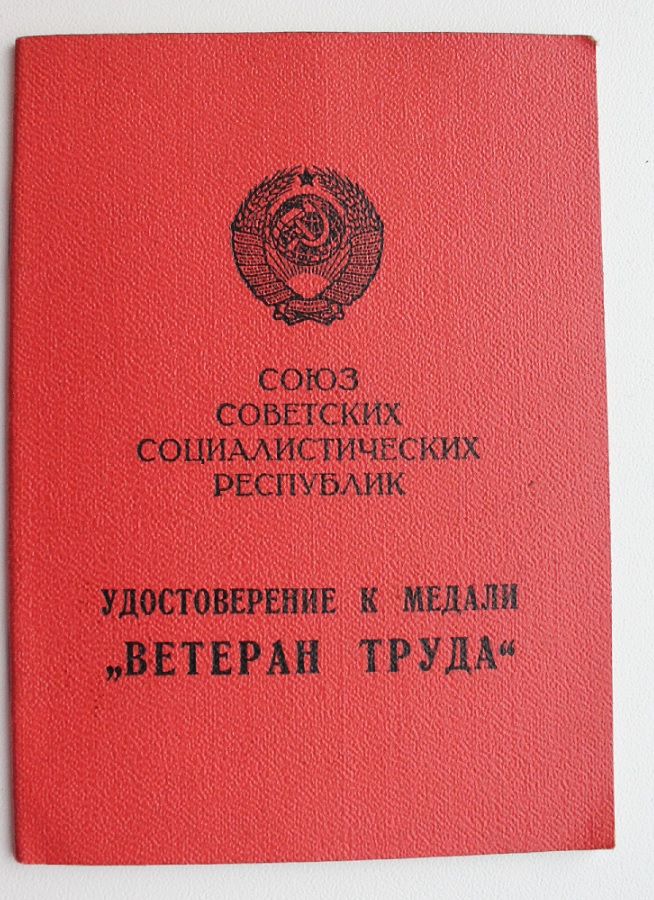 СОЮЗ
СОВЕТСКИХ
СОЦИАЛИСТИЧЕСКИХ
РЕСПУБЛИК
УДОСТОВЕРЕНИЕ К МЕДАЛИ
„ВЕТЕРАН ТРУДА“